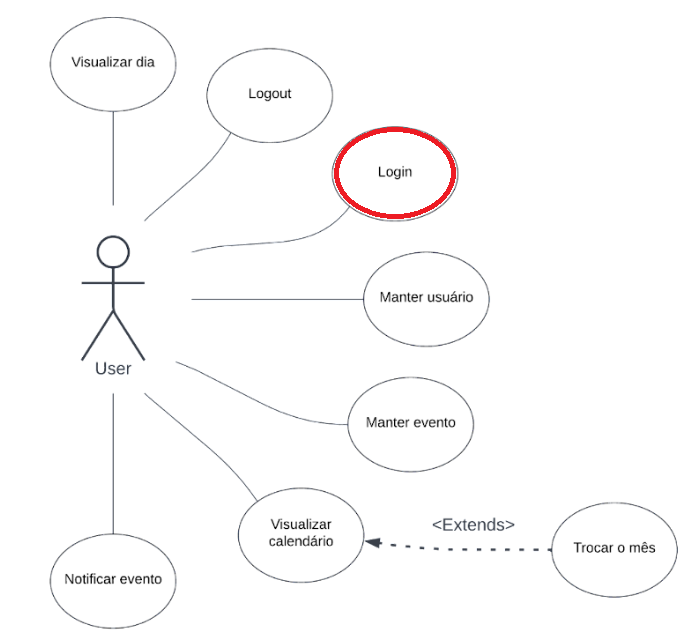 Visualizar dia
Logout
Login
Manter usuário
User
Manter evento
Visualizar
calendário
<Extends>
Trocar o mês
Notificar evento